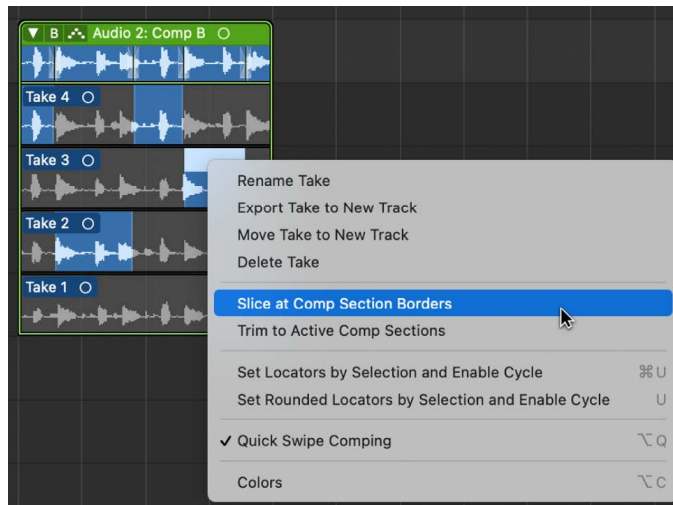 B Audio 2: Comp B
Take 4
Take 3
Take 2
Take 1
Rename Take
Export Take to New Track
Move Take to New Track
Delete Take
Slice at Comp Section Borders
Trim to Active Comp Sections
Set Locators by Selection and Enable Cycle ⌘U
Set Rounded Locators by Selection and Enable Cycle U
✓ Quick Swipe Comping ⌥Q
Colors ⌥C